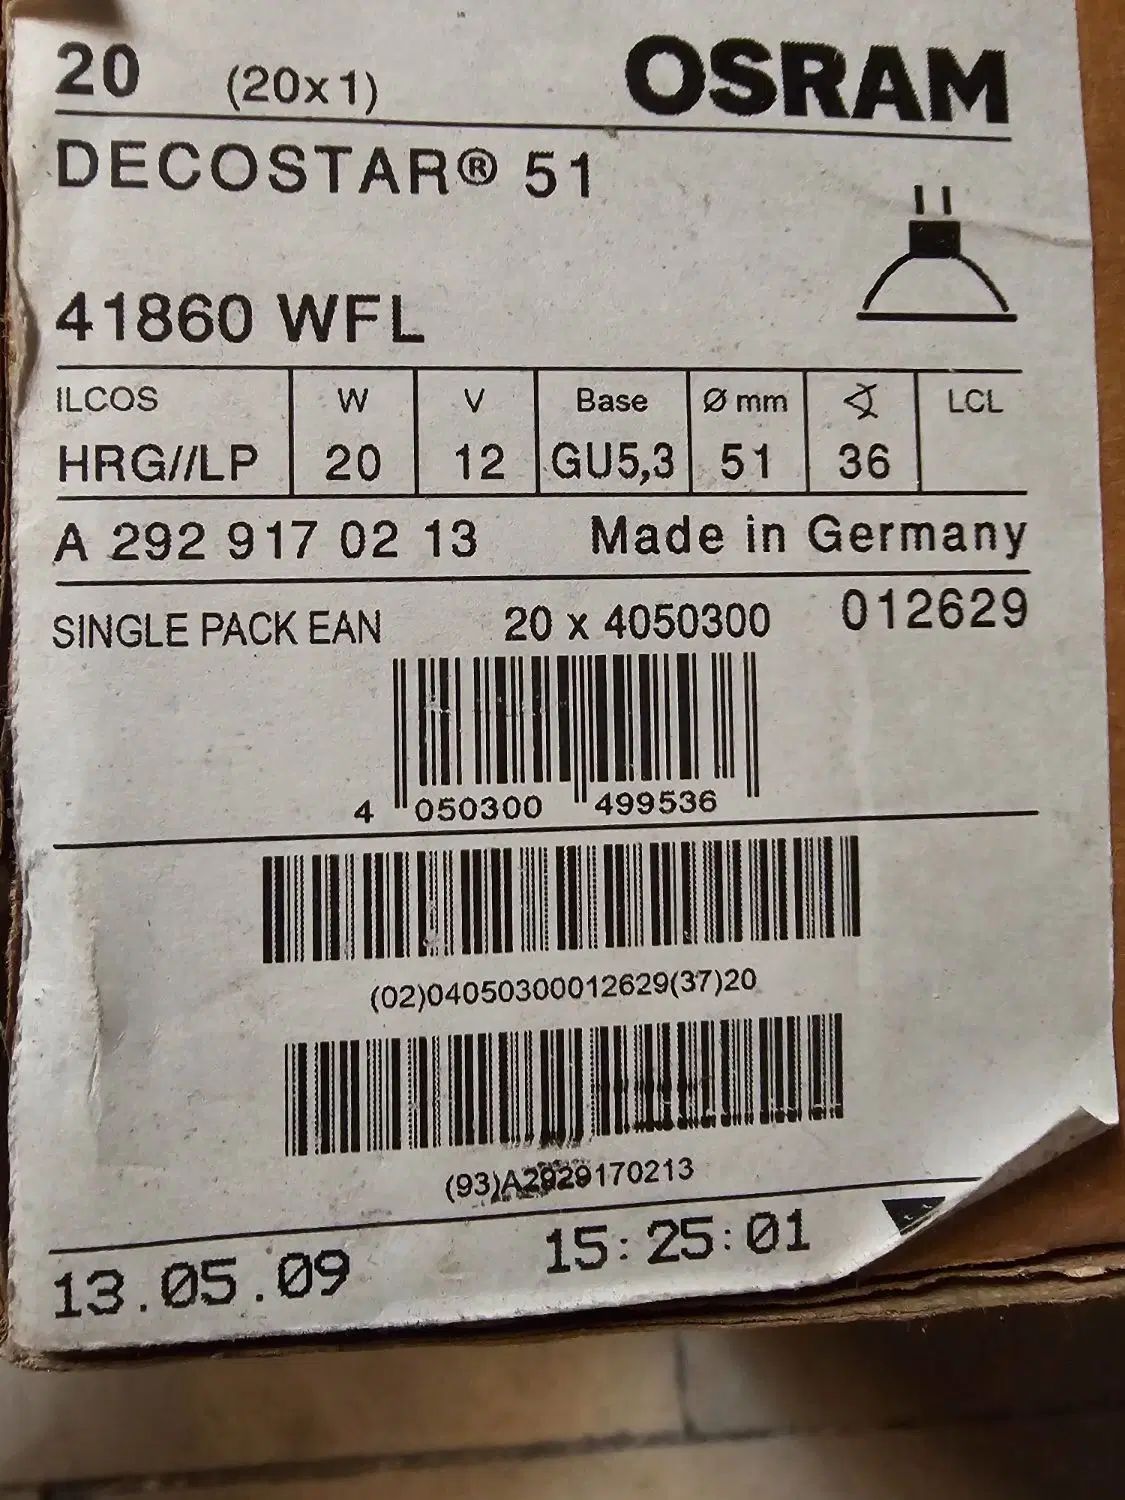 20 (20x1) OSRAM
DECOSTAR® 51
41860 WFL
ILCOS W V Base Ø mm ∢ LCL
HRG//LP 20 12 GU5,3 51 36
A 292 917 02 13 Made in Germany
SINGLE PACK EAN 20 x 4050300 012629
4 050300 499536
(02)04050300012629(37)20
(93)A2929170213
13.05.09 15:25:01